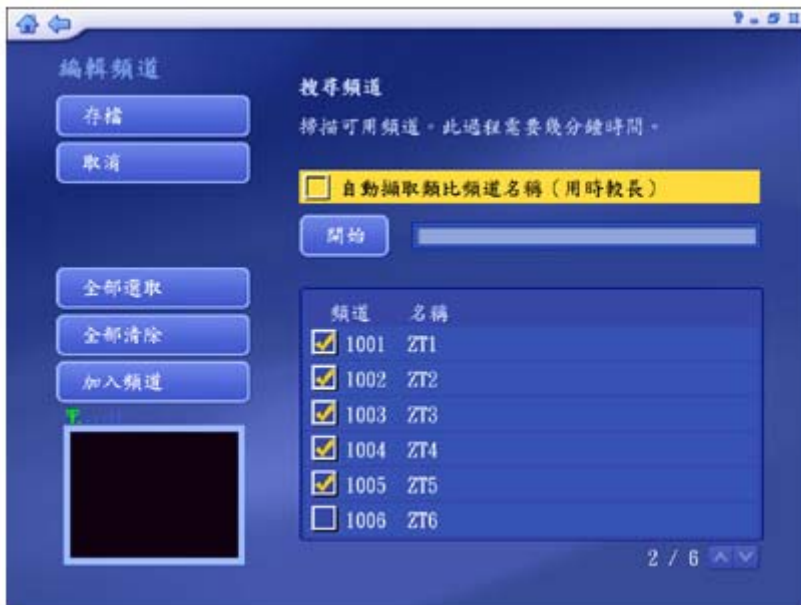 編輯頻道
存檔
取消
全部選取
全部清除
加入頻道
搜尋頻道
掃描可用頻道。此過程需要幾分鐘時間。
自動擷取類比頻道名稱（用時較長）
開始
頻道 名稱
1001 ZT1
1002 ZT2
1003 ZT3
1004 ZT4
1005 ZT5
1006 ZT6
2 / 6